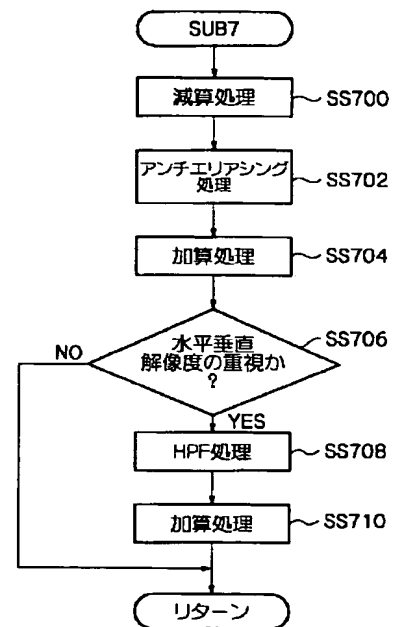 SUB7
減算処理
SS700
アンチエリアシング
処理
SS702
加算処理
SS704
水平垂直
解像度の重視か
?
SS706
NO
YES
HPF処理
SS708
加算処理
SS710
リターン